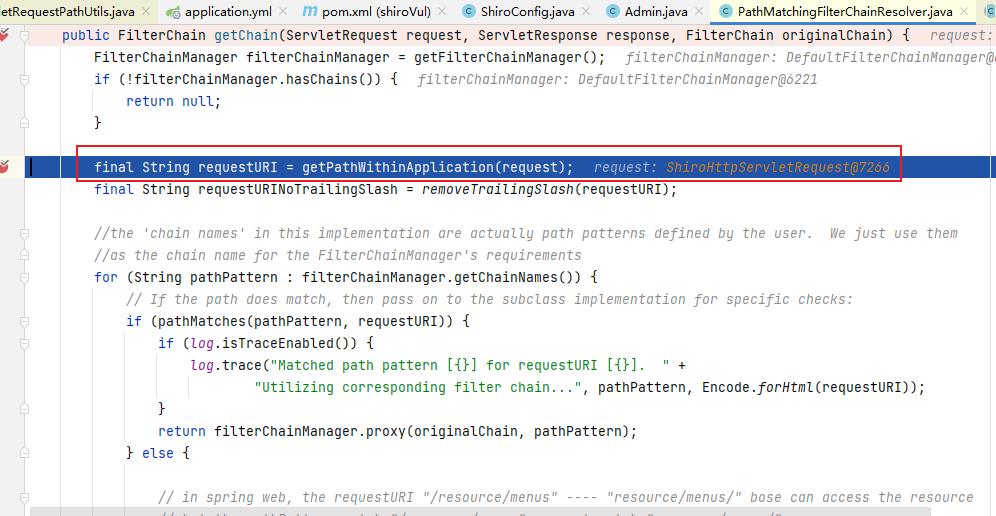 letRequestPathUtils.java × application.yml × pom.xml (shiroVul) × ShiroConfig.java × Admin.java × PathMatchingFilterChainResolver.java ×
public FilterChain getChain(ServletRequest request, ServletResponse response, FilterChain originalChain) { request:
FilterChainManager filterChainManager = getFilterChainManager(); filterChainManager: DefaultFilterChainManager@
if (!filterChainManager.hasChains()) { filterChainManager: DefaultFilterChainManager@6221
return null;
}
final String requestURI = getPathWithinApplication(request); request: ShiroHttpServletRequest@7266
final String requestURINoTrailingSlash = removeTrailingSlash(requestURI);
//the 'chain names' in this implementation are actually path patterns defined by the user. We just use them
//as the chain name for the FilterChainManager's requirements
for (String pathPattern : filterChainManager.getChainNames()) {
// If the path does match, then pass on to the subclass implementation for specific checks:
if (pathMatches(pathPattern, requestURI)) {
if (log.isTraceEnabled()) {
log.trace("Matched path pattern [{}] for requestURI [{}].  " +
"Utilizing corresponding filter chain...", pathPattern, Encode.forHtml(requestURI));
}
return filterChainManager.proxy(originalChain, pathPattern);
} else {
// in spring web, the requestURI "/resource/menus" ---- "resource/menus/" bose can access the resource